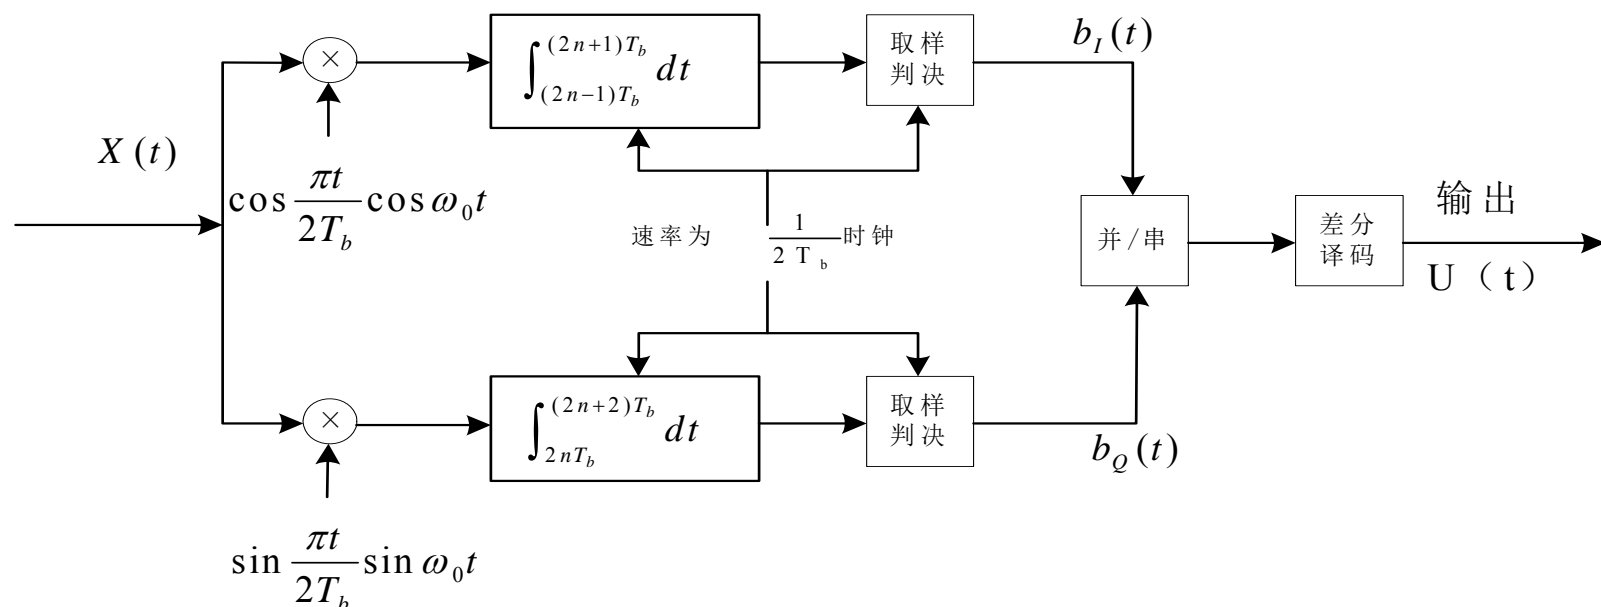 X(t)
×
cos πt/2T_b cos ω_0 t
∫_{(2n−1)T_b}^{(2n+1)T_b} dt
取样
判决
b_I(t)
速率为 1/2T_b 时钟
×
sin πt/2T_b sin ω_0 t
∫_{2nT_b}^{(2n+2)T_b} dt
取样
判决
b_Q(t)
并/串
差分
译码
输出
U（t）